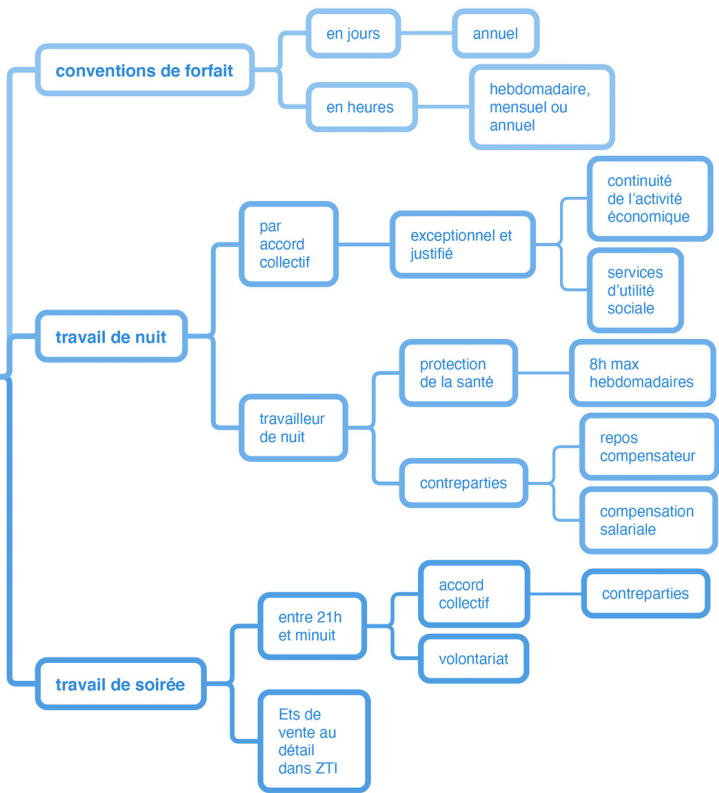 conventions de forfait
en jours
annuel
en heures
hebdomadaire,
mensuel ou
annuel
travail de nuit
par
accord
collectif
exceptionnel et
justifié
continuité
de l'activité
économique
services
d'utilité
sociale
travailleur
de nuit
protection
de la santé
8h max
hebdomadaires
contreparties
repos
compensateur
compensation
salariale
travail de soirée
entre 21h
et minuit
accord
collectif
contreparties
volontariat
Ets de
vente au
détail
dans ZTI